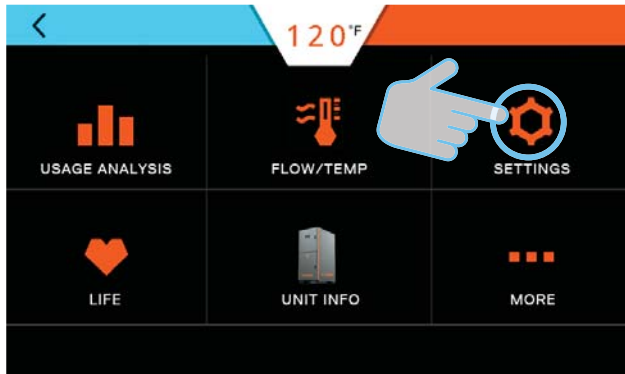 120°F
USAGE ANALYSIS
FLOW/TEMP
SETTINGS
LIFE
UNIT INFO
MORE